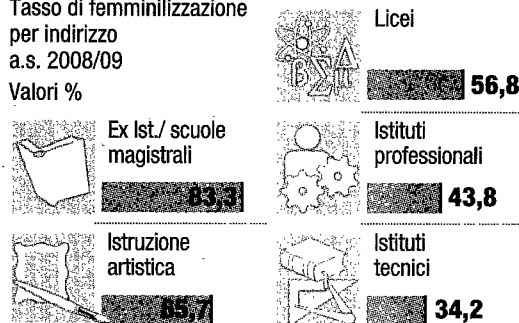 Tasso di femminilizzazione
per indirizzo
a.s. 2008/09
Valori %
Ex Ist./ scuole
magistrali
83,3
Istruzione
artistica
65,7
Licei
56,8
Istituti
professionali
43,8
Istituti
tecnici
34,2